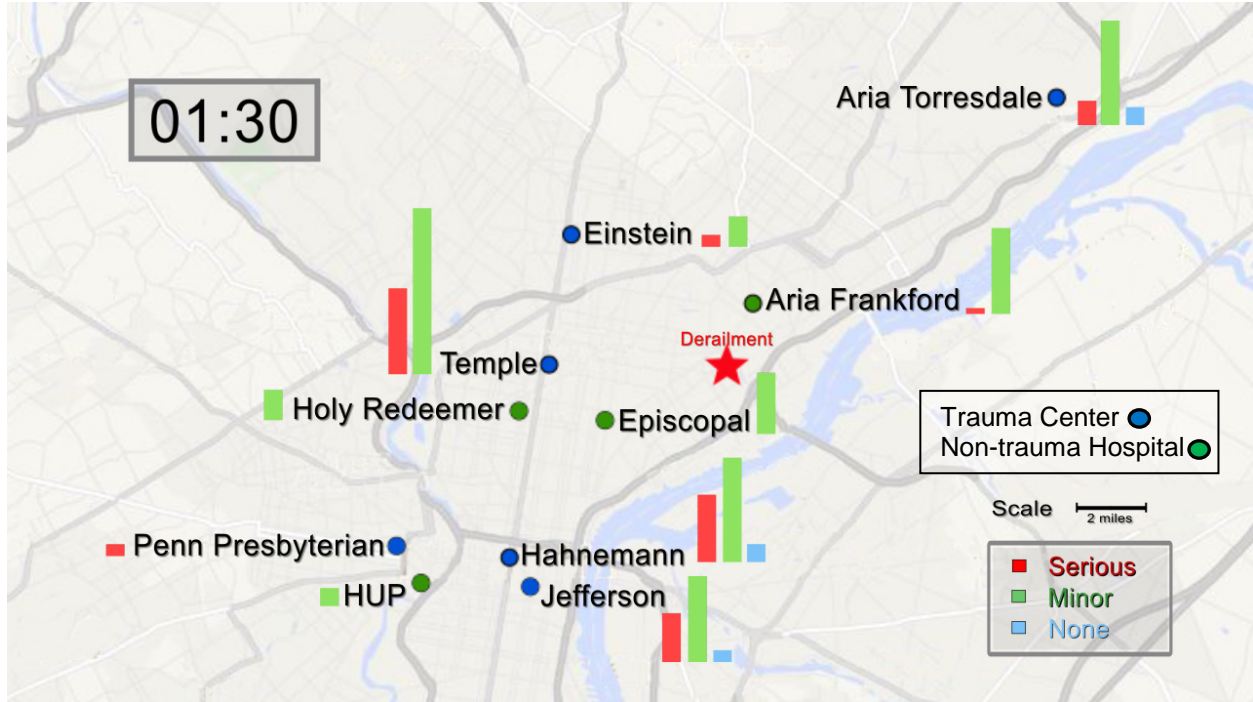 01:30
Aria Torresdale
Einstein
Aria Frankford
Derailment
Temple
Holy Redeemer
Episcopal
Trauma Center
Non-trauma Hospital
Scale
2 miles
Penn Presbyterian
Hahnemann
HUP
Jefferson
Serious
Minor
None